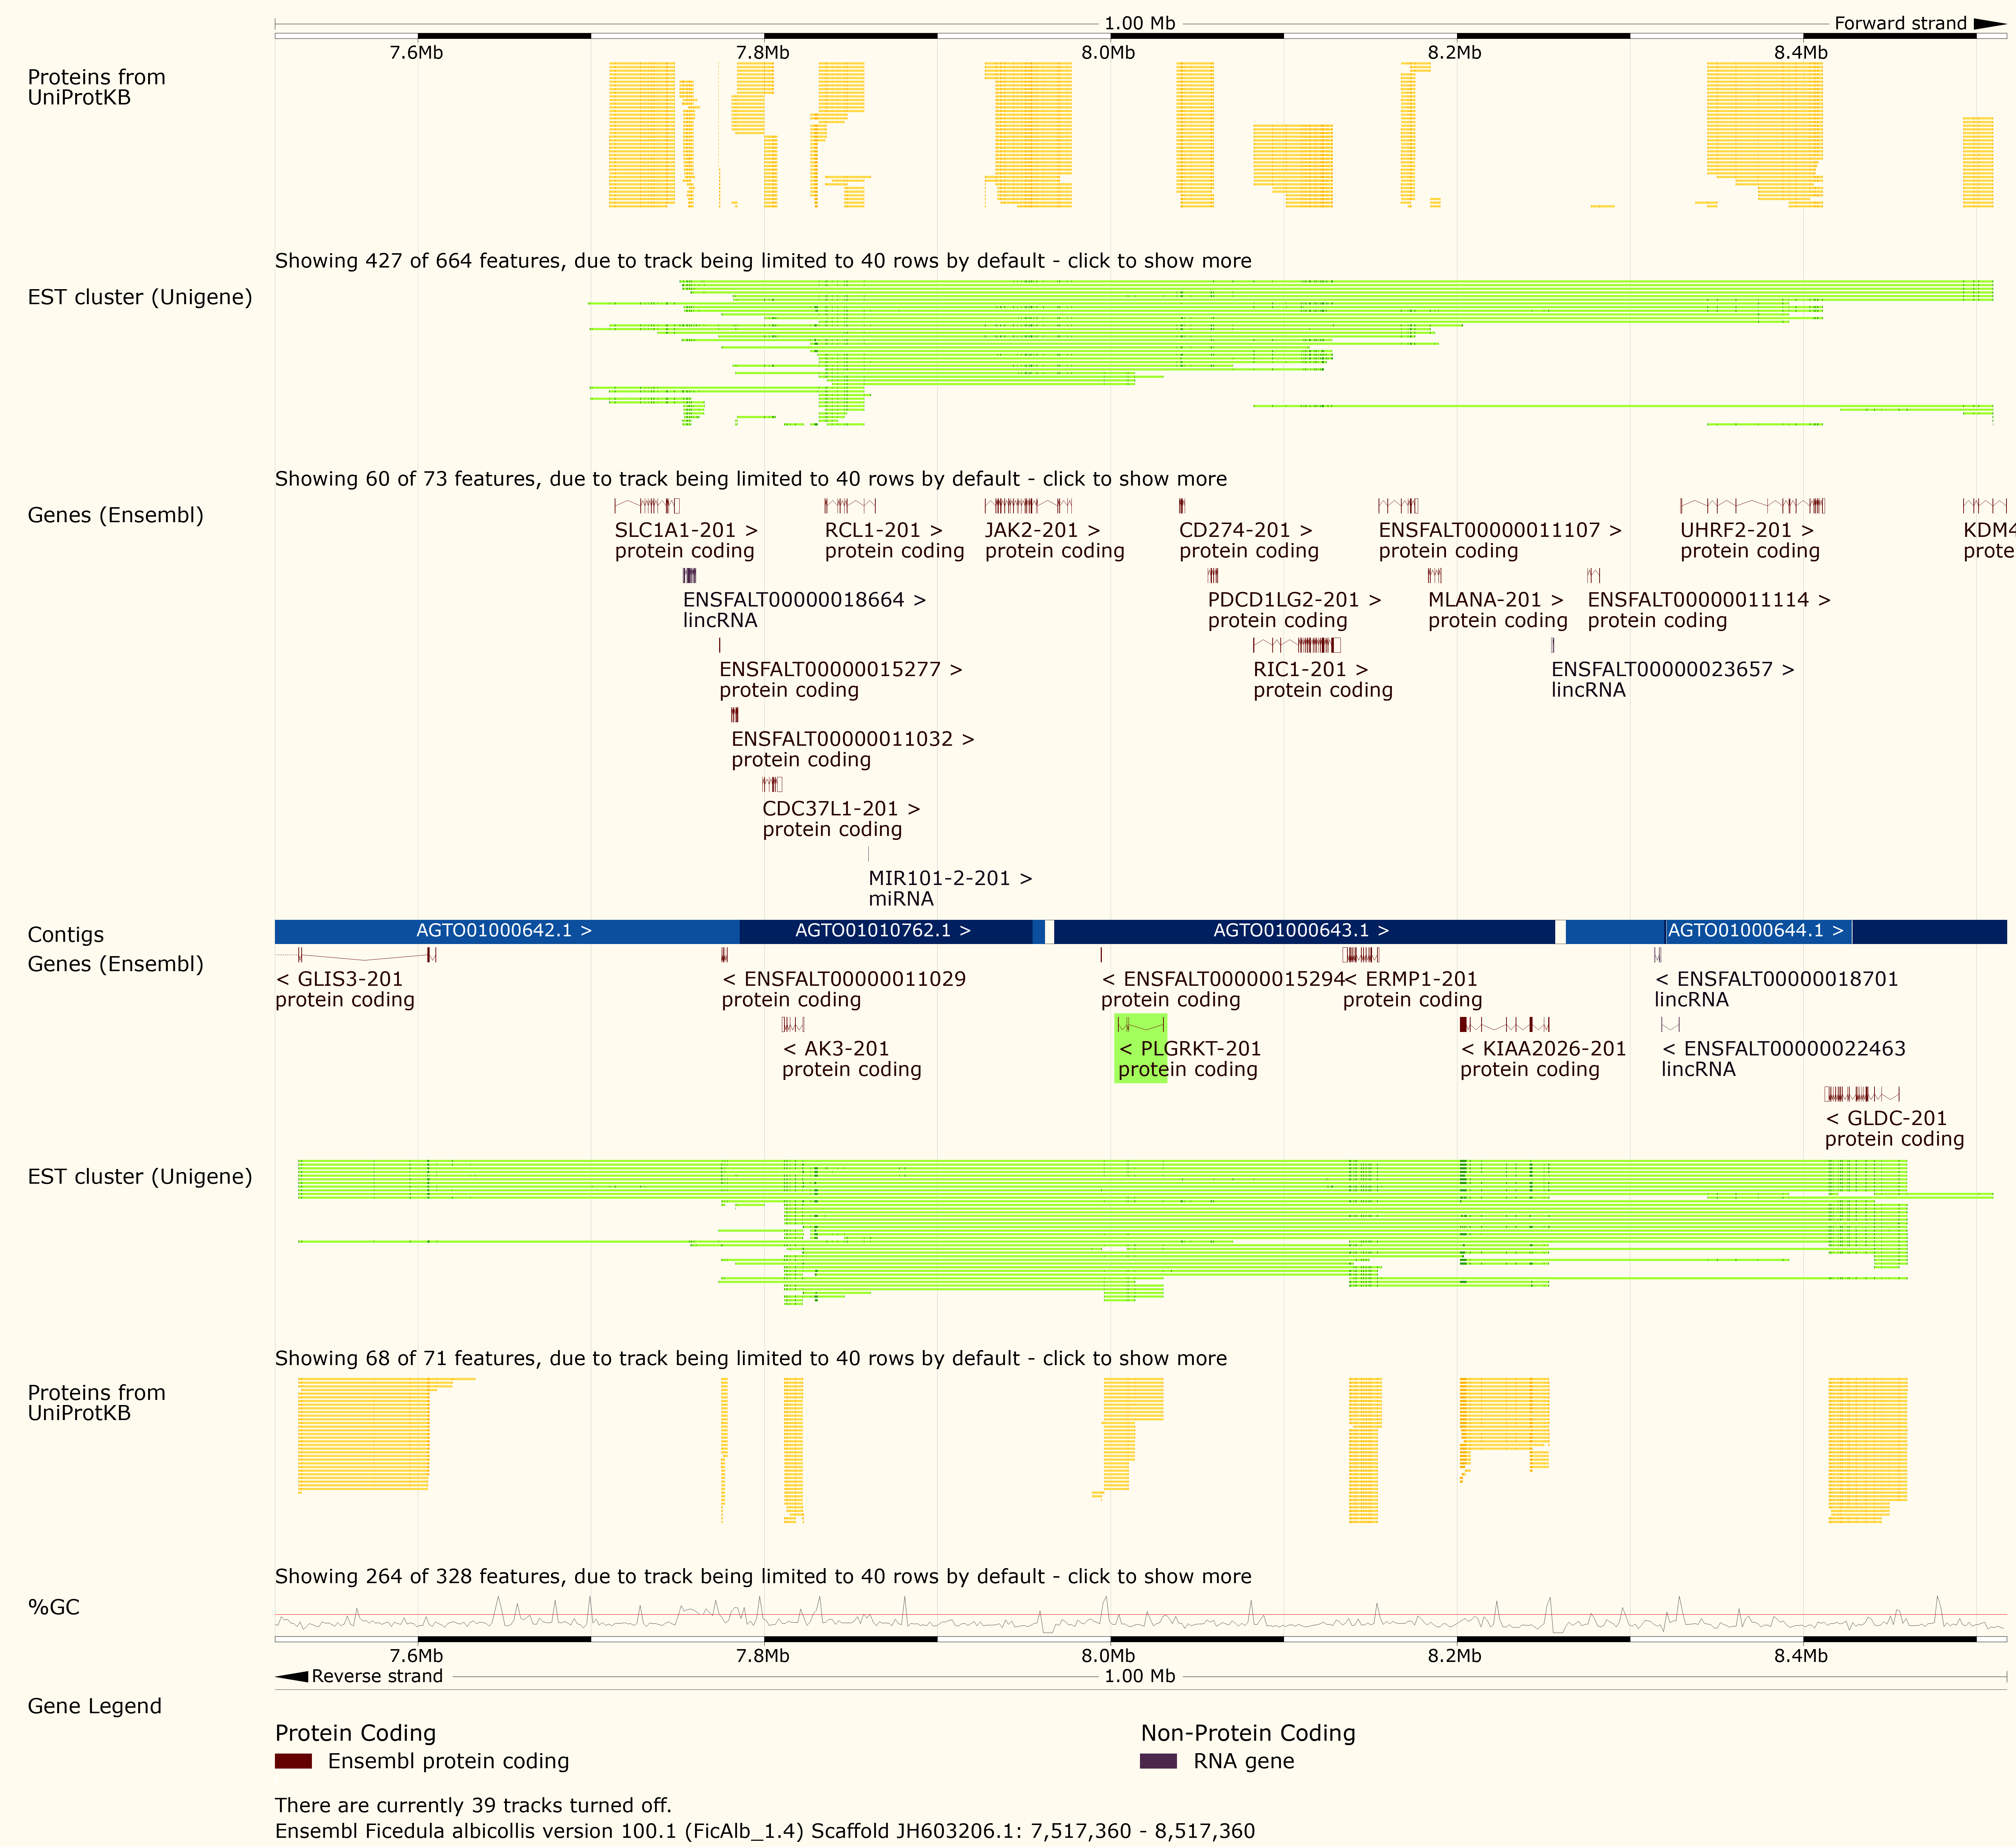 1.00 Mb
Forward strand
7.6Mb 7.8Mb 8.0Mb 8.2Mb 8.4Mb
Proteins from
UniProtKB
Showing 427 of 664 features, due to track being limited to 40 rows by default - click to show more
EST cluster (Unigene)
Showing 60 of 73 features, due to track being limited to 40 rows by default - click to show more
Genes (Ensembl)
SLC1A1-201 > RCL1-201 > JAK2-201 > CD274-201 > ENSFALT00000011107 > UHRF2-201 > KDM4
protein coding protein coding protein coding protein coding protein coding protein coding prote
ENSFALT00000018664 > PDCD1LG2-201 > MLANA-201 > ENSFALT00000011114 >
lincRNA protein coding protein coding protein coding
ENSFALT00000015277 > RIC1-201 > ENSFALT00000023657 >
protein coding protein coding lincRNA
ENSFALT00000011032 >
protein coding
CDC37L1-201 >
protein coding
MIR101-2-201 >
miRNA
Contigs
AGTO01000642.1 > AGTO01010762.1 > AGTO01000643.1 > AGTO01000644.1 >
Genes (Ensembl)
< GLIS3-201 < ENSFALT00000011029 < ENSFALT00000015294 < ERMP1-201 < ENSFALT00000018701
protein coding protein coding protein coding protein coding lincRNA
< AK3-201 < PLGRKT-201 < KIAA2026-201 < ENSFALT00000022463
protein coding protein coding protein coding lincRNA
< GLDC-201
protein coding
EST cluster (Unigene)
Showing 68 of 71 features, due to track being limited to 40 rows by default - click to show more
Proteins from
UniProtKB
Showing 264 of 328 features, due to track being limited to 40 rows by default - click to show more
%GC
7.6Mb 7.8Mb 8.0Mb 8.2Mb 8.4Mb
Reverse strand
1.00 Mb
Gene Legend
Protein Coding Non-Protein Coding
Ensembl protein coding RNA gene
There are currently 39 tracks turned off.
Ensembl Ficedula albicollis version 100.1 (FicAlb_1.4) Scaffold JH603206.1: 7,517,360 - 8,517,360